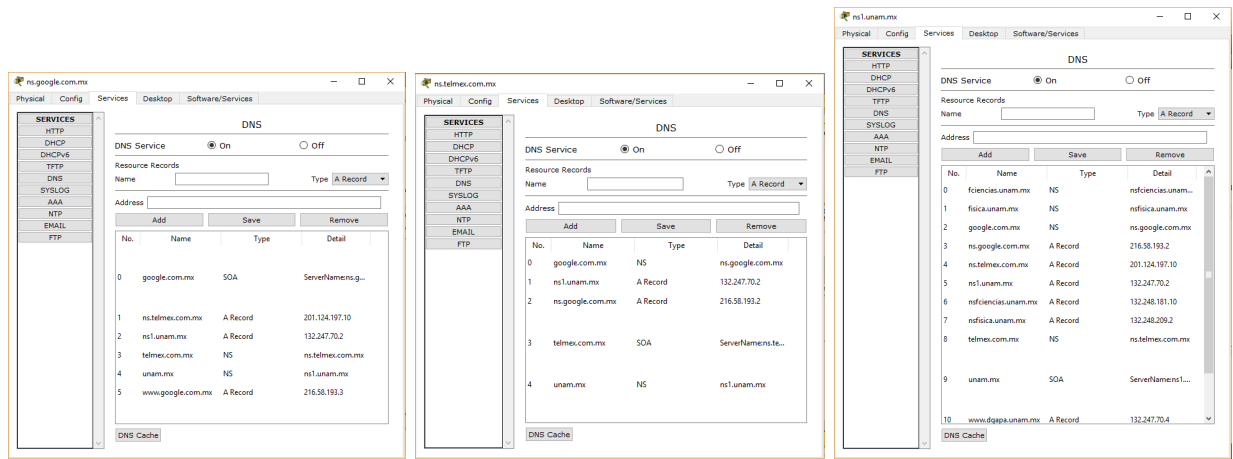 ns.google.com.mx
Physical Config Services Desktop Software/Services
SERVICES
HTTP
DHCP
DHCPv6
TFTP
DNS
SYSLOG
AAA
NTP
EMAIL
FTP
DNS
DNS Service On Off
Resource Records
Name Type A Record
Address
Add Save Remove
No. Name Type Detail
0 google.com.mx SOA ServerName:ns.g...
1 ns.telmex.com.mx A Record 201.124.197.10
2 ns1.unam.mx A Record 132.247.70.2
3 telmex.com.mx NS ns.telmex.com.mx
4 unam.mx NS ns1.unam.mx
5 www.google.com.mx A Record 216.58.193.3
DNS Cache
ns.telmex.com.mx
Physical Config Services Desktop Software/Services
SERVICES
HTTP
DHCP
DHCPv6
TFTP
DNS
SYSLOG
AAA
NTP
EMAIL
FTP
DNS
DNS Service On Off
Resource Records
Name Type A Record
Address
Add Save Remove
No. Name Type Detail
0 google.com.mx NS ns.google.com.mx
1 ns1.unam.mx A Record 132.247.70.2
2 ns.google.com.mx A Record 216.58.193.2
3 telmex.com.mx SOA ServerName:ns.te...
4 unam.mx NS ns1.unam.mx
DNS Cache
ns1.unam.mx
Physical Config Services Desktop Software/Services
SERVICES
HTTP
DHCP
DHCPv6
TFTP
DNS
SYSLOG
AAA
NTP
EMAIL
FTP
DNS
DNS Service On Off
Resource Records
Name Type A Record
Address
Add Save Remove
No. Name Type Detail
0 fciencias.unam.mx NS nsfciencias.unam...
1 fisica.unam.mx NS nsfisica.unam.mx
2 google.com.mx NS ns.google.com.mx
3 ns.google.com.mx A Record 216.58.193.2
4 ns.telmex.com.mx A Record 201.124.197.10
5 ns1.unam.mx A Record 132.247.70.2
6 nsfciencias.unam.mx A Record 132.248.181.10
7 nsfisica.unam.mx A Record 132.248.209.2
8 telmex.com.mx NS ns.telmex.com.mx
9 unam.mx SOA ServerName:ns1....
10 www.dgapa.unam.mx A Record 132.247.70.4
DNS Cache